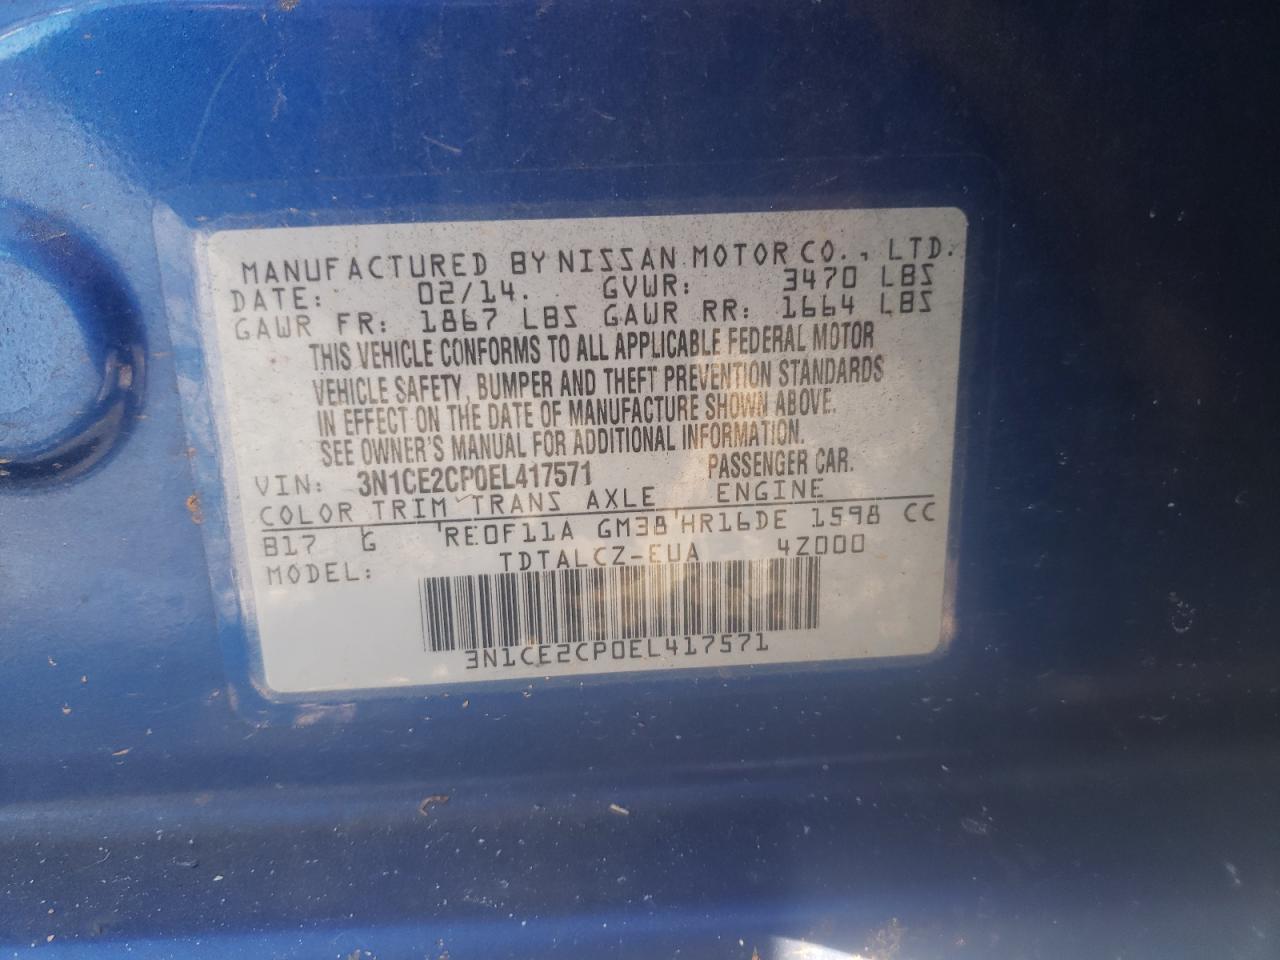 MANUFACTURED BY NISSAN MOTOR CO., LTD.
DATE: 02/14. GVWR: 3470 LBS
GAWR FR: 1867 LBS GAWR RR: 1664 LBS
THIS VEHICLE CONFORMS TO ALL APPLICABLE FEDERAL MOTOR
VEHICLE SAFETY, BUMPER AND THEFT PREVENTION STANDARDS
IN EFFECT ON THE DATE OF MANUFACTURE SHOWN ABOVE.
SEE OWNER'S MANUAL FOR ADDITIONAL INFORMATION.
VIN: 3N1CE2CP0EL417571 PASSENGER CAR.
COLOR TRIM TRANS AXLE ENGINE
B17 G RE0F11A GM38 HR16DE 1598 CC
MODEL: TDTALCZ-EUA 4Z000
3N1CE2CP0EL417571